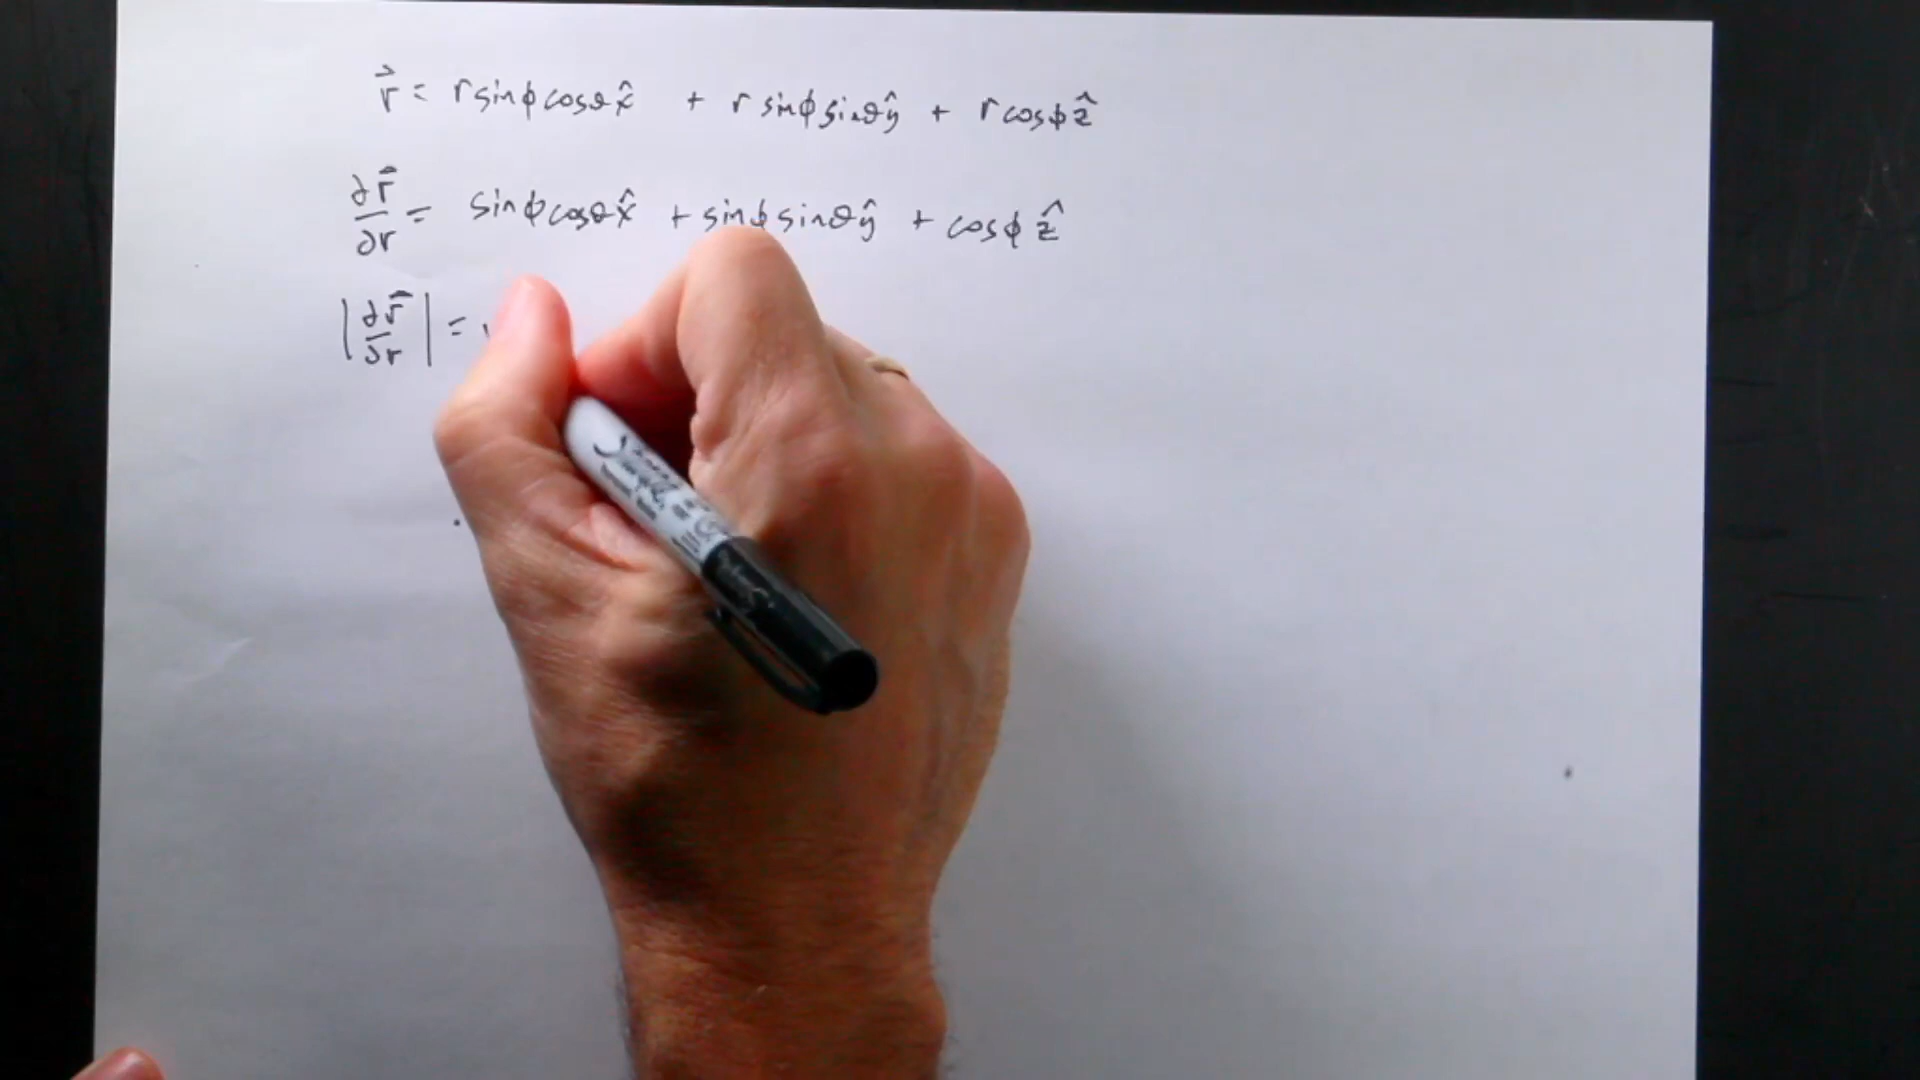 r⃗ = r sinϕ cosθ x̂ + r sinϕ sinθ ŷ + r cosϕ ẑ
∂r⃗/∂r = sinϕ cosθ x̂ + sinϕ sinθ ŷ + cosϕ ẑ
|∂r⃗/∂r| =